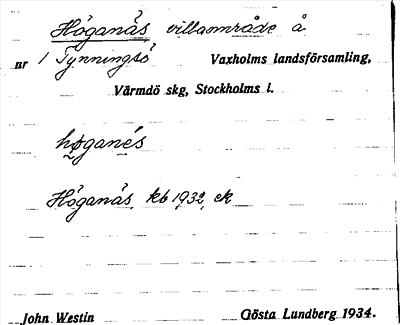 Höganäs villaområde å
nr 1 Tynningsö Vaxholms landsförsamling,
Värmdö skg, Stockholms l.
høganés
Höganäs, kb 1932, ek
John Westin Gösta Lundberg 1934.